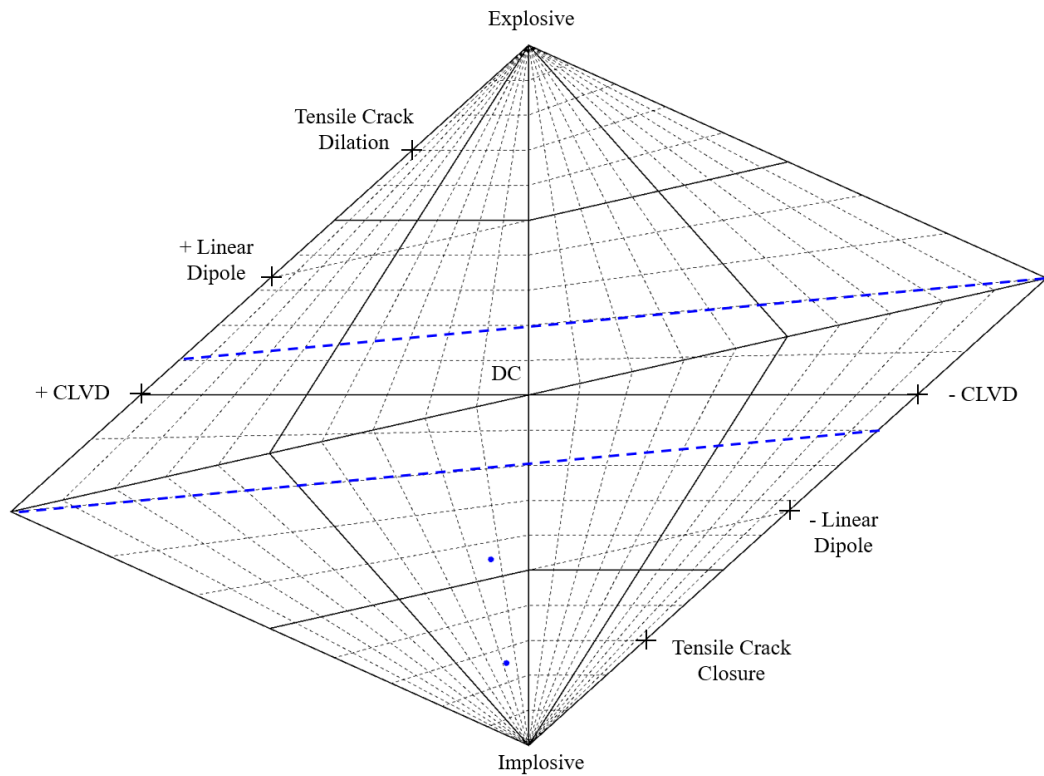 Explosive
Tensile Crack
Dilation
+ Linear
Dipole
DC
+ CLVD
- CLVD
- Linear
Dipole
Tensile Crack
Closure
Implosive